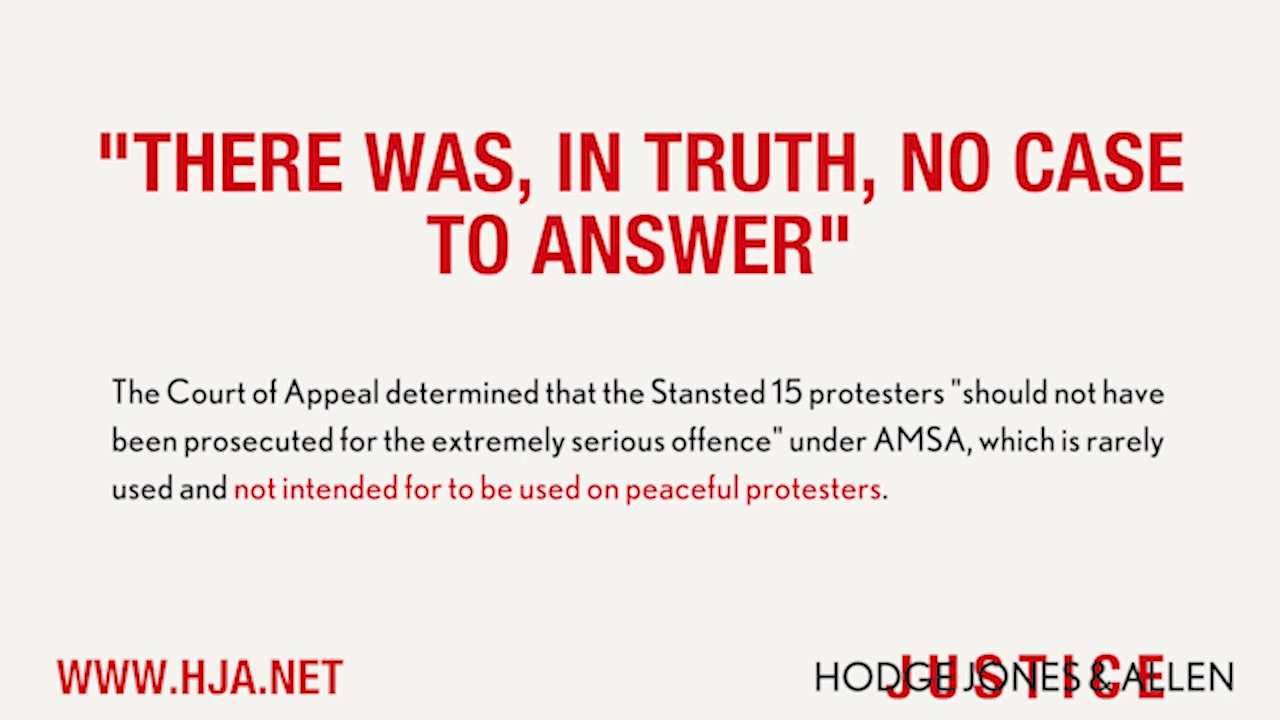 "THERE WAS, IN TRUTH, NO CASE
TO ANSWER"
The Court of Appeal determined that the Stansted 15 protesters "should not have
been prosecuted for the extremely serious offence" under AMSA, which is rarely
used and not intended for to be used on peaceful protesters.
WWW.HJA.NET
HODGE JONES & ALLEN
JUSTICE